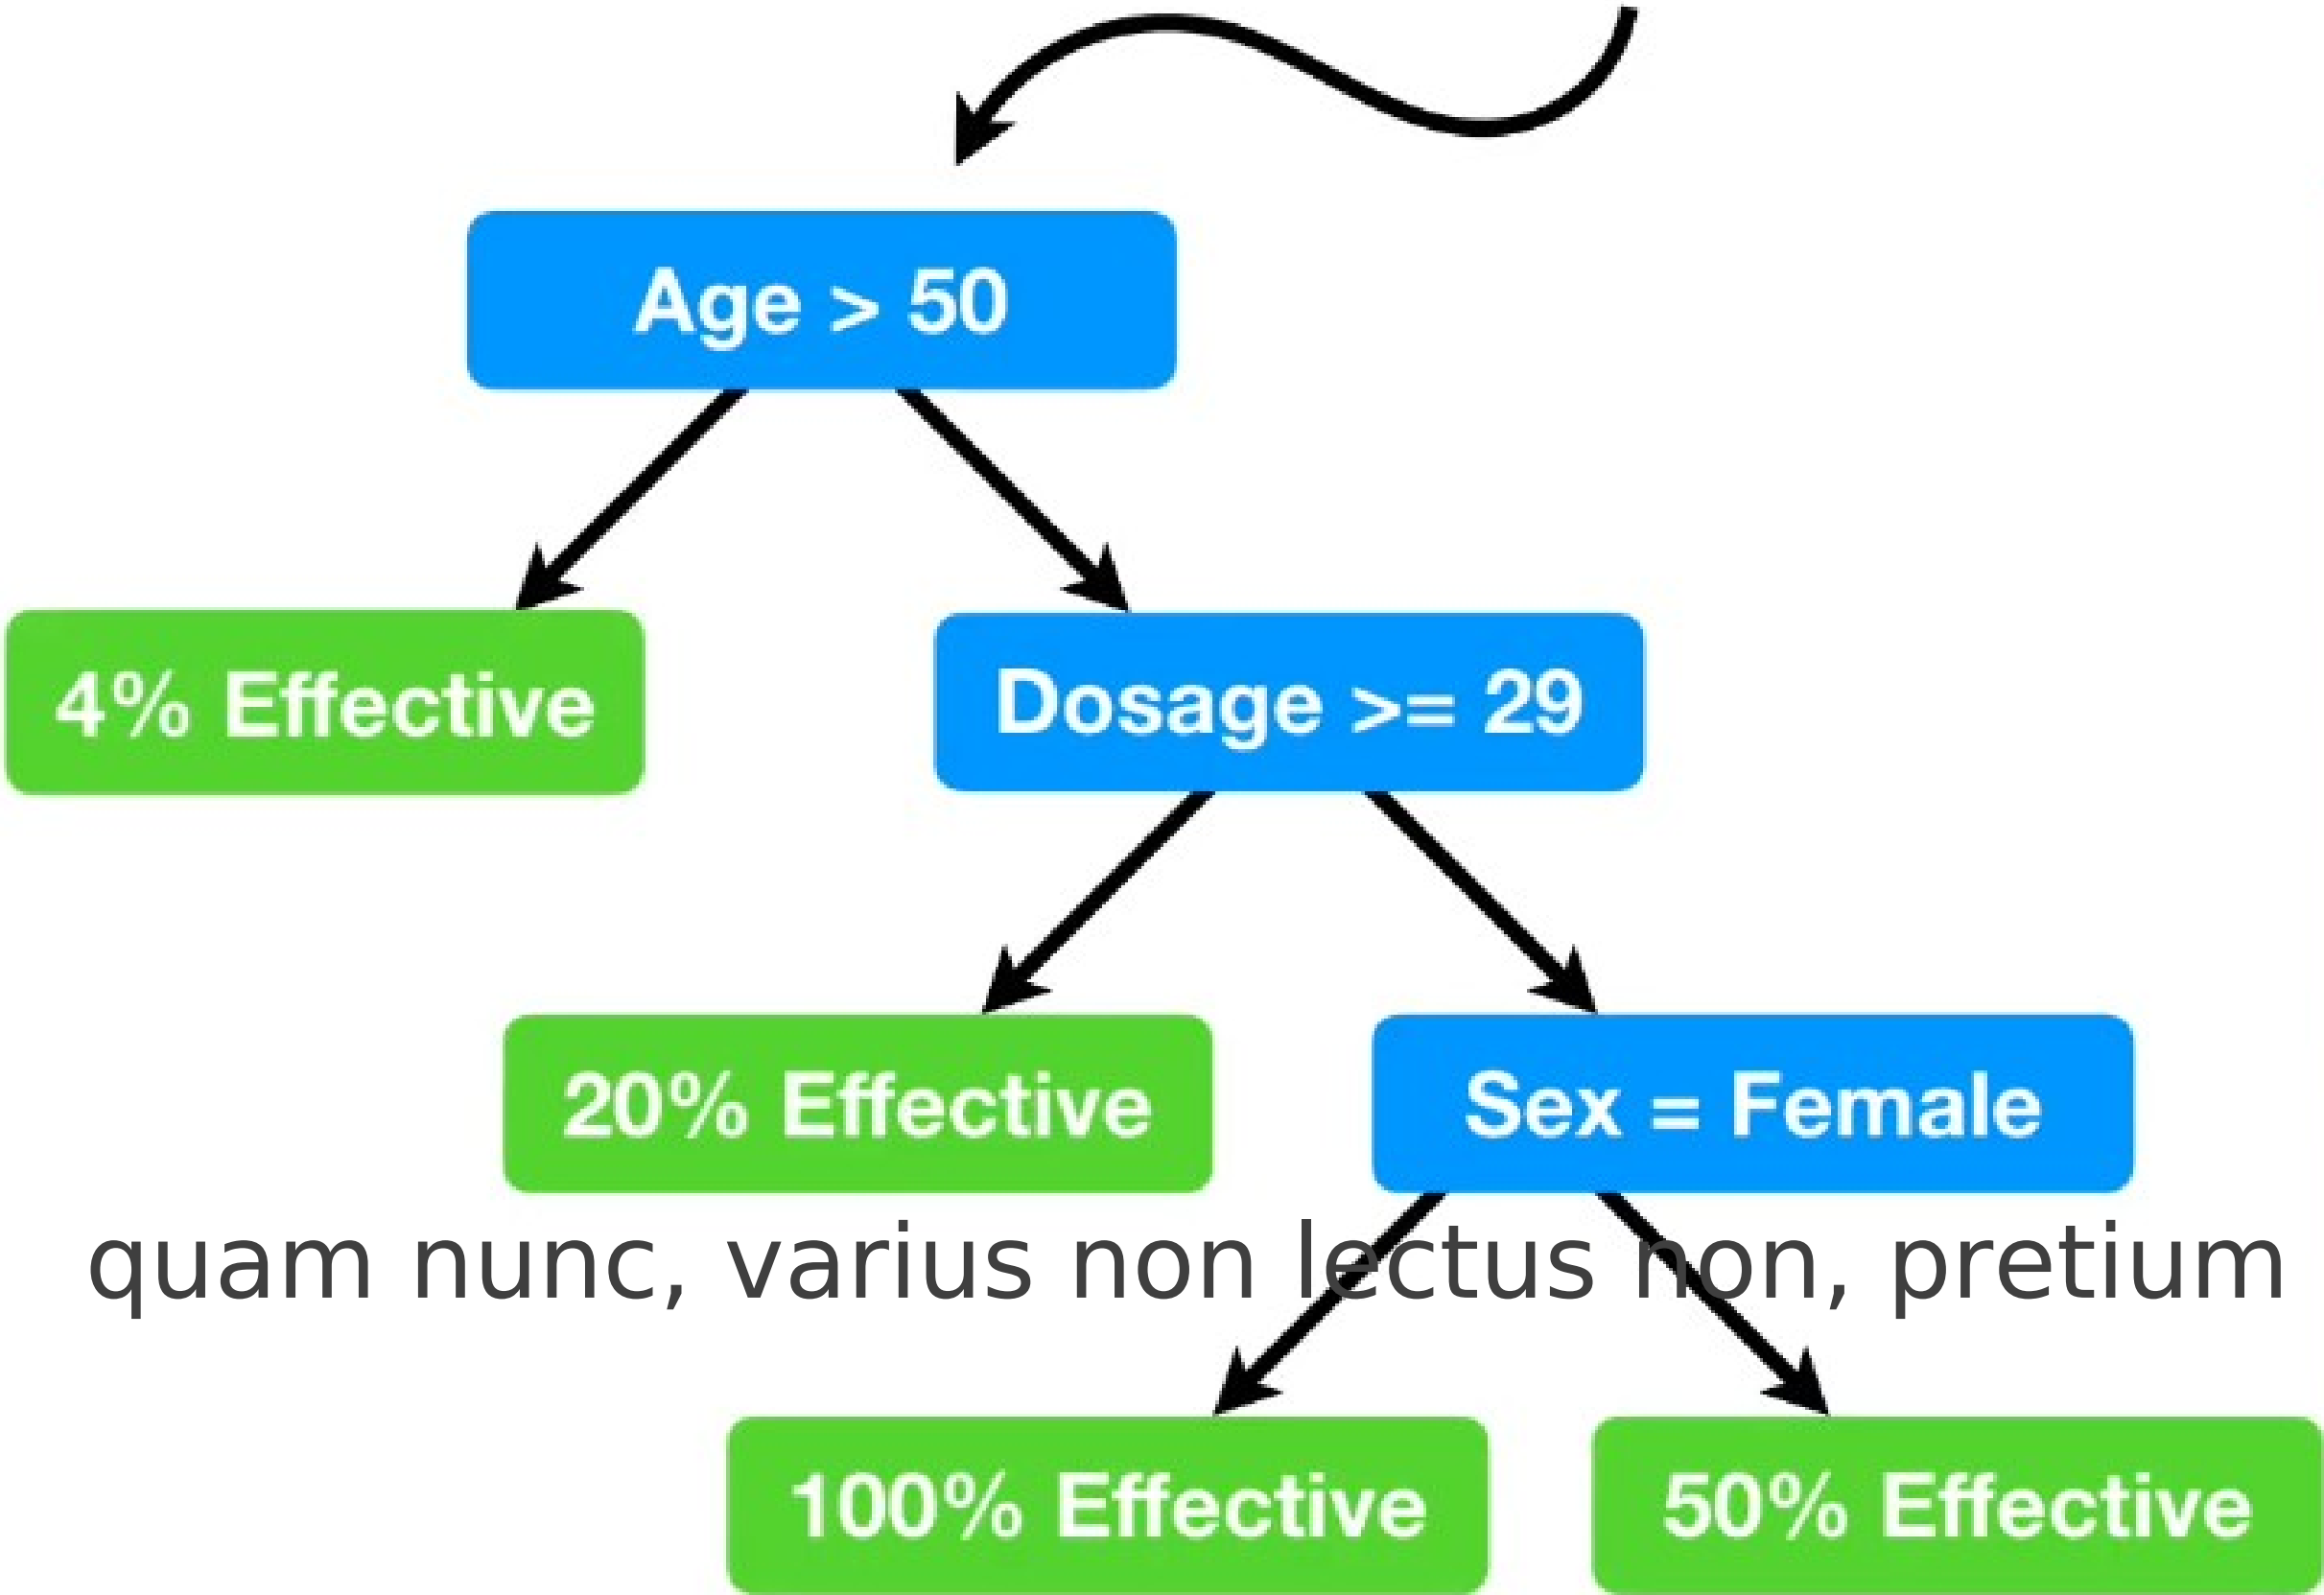 Age > 50
4% Effective
Dosage >= 29
20% Effective
Sex = Female
quam nunc, varius non lectus non, pretium
100% Effective
50% Effective